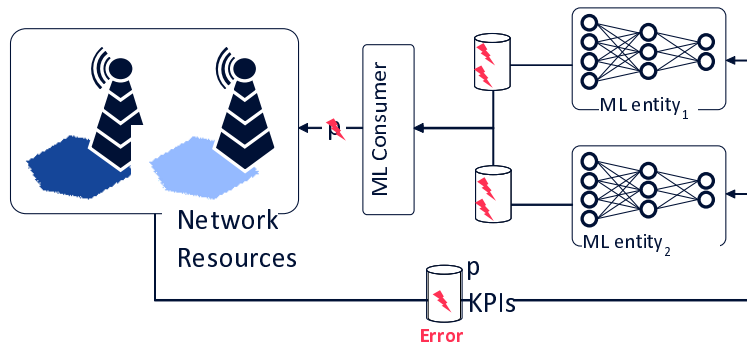 ML entity1
p
ML Consumer
Network
Resources
ML entity2
p
KPIs
Error